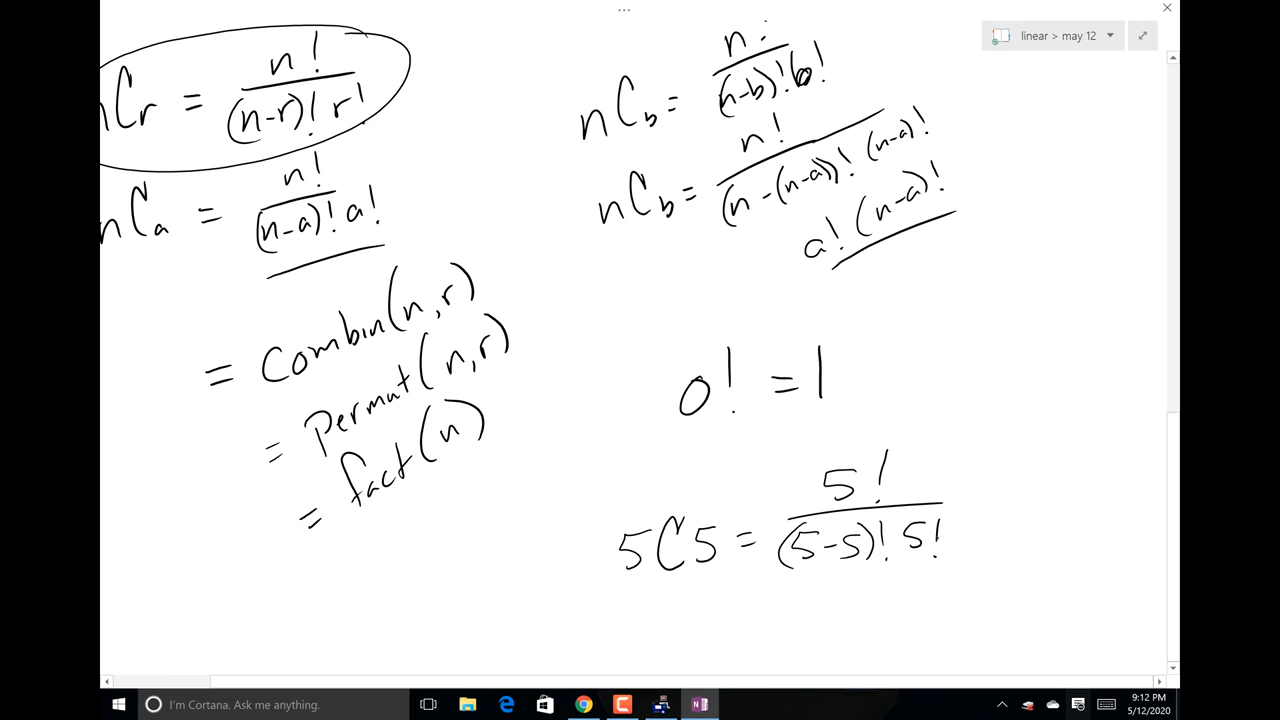 linear > may 12
nCr = n! / (n-r)! r!
nCb = n! / (n-b)! b!
nCa = n! / (n-a)! a!
nCb = n! / (n-(n-a))! (n-a)!
a! (n-a)!
= Combin(n,r)
= Permut(n,r)
= fact(n)
0! = 1
5C5 = 5! / (5-5)! 5!
I'm Cortana. Ask me anything.
9:12 PM
5/12/2020